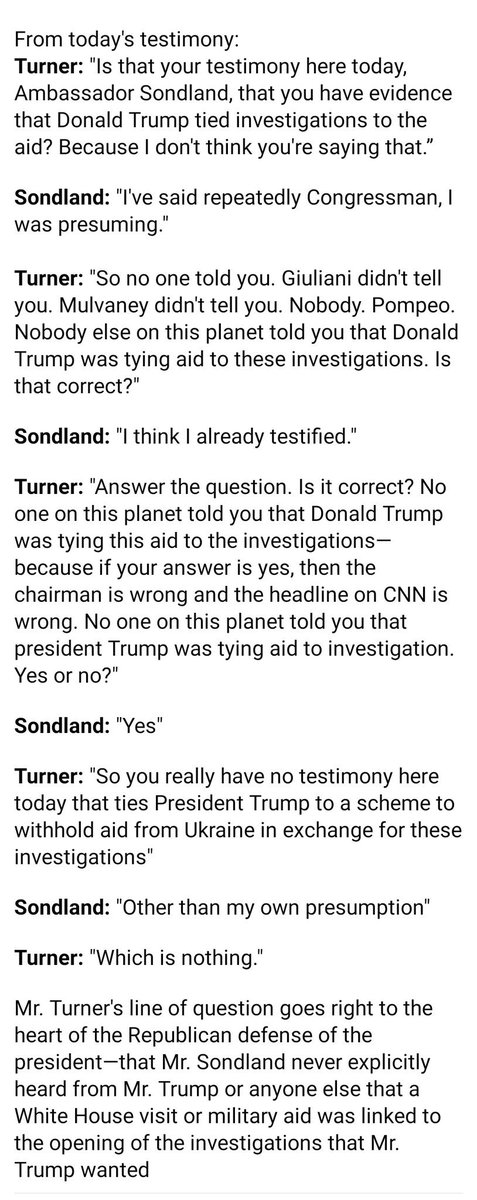 From today's testimony:
Turner: "Is that your testimony here today,
Ambassador Sondland, that you have evidence
that Donald Trump tied investigations to the
aid? Because I don't think you're saying that.”
Sondland: "I've said repeatedly Congressman, I
was presuming."
Turner: "So no one told you. Giuliani didn't tell
you. Mulvaney didn't tell you. Nobody. Pompeo.
Nobody else on this planet told you that Donald
Trump was tying aid to these investigations. Is
that correct?"
Sondland: "I think I already testified."
Turner: "Answer the question. Is it correct? No
one on this planet told you that Donald Trump
was tying this aid to the investigations—
because if your answer is yes, then the
chairman is wrong and the headline on CNN is
wrong. No one on this planet told you that
president Trump was tying aid to investigation.
Yes or no?"
Sondland: "Yes"
Turner: "So you really have no testimony here
today that ties President Trump to a scheme to
withhold aid from Ukraine in exchange for these
investigations"
Sondland: "Other than my own presumption"
Turner: "Which is nothing."
Mr. Turner's line of question goes right to the
heart of the Republican defense of the
president—that Mr. Sondland never explicitly
heard from Mr. Trump or anyone else that a
White House visit or military aid was linked to
the opening of the investigations that Mr.
Trump wanted